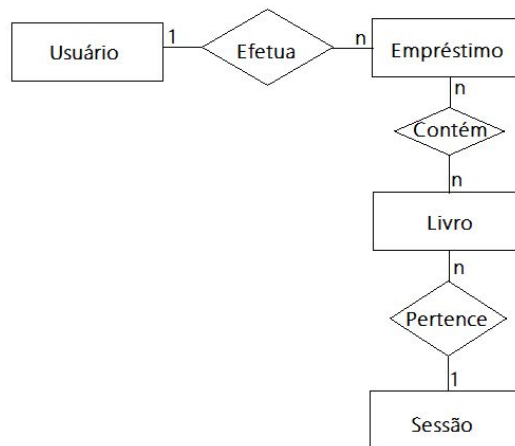 Usuário
1
Efetua
n
Empréstimo
n
Contém
n
Livro
n
Pertence
1
Sessão